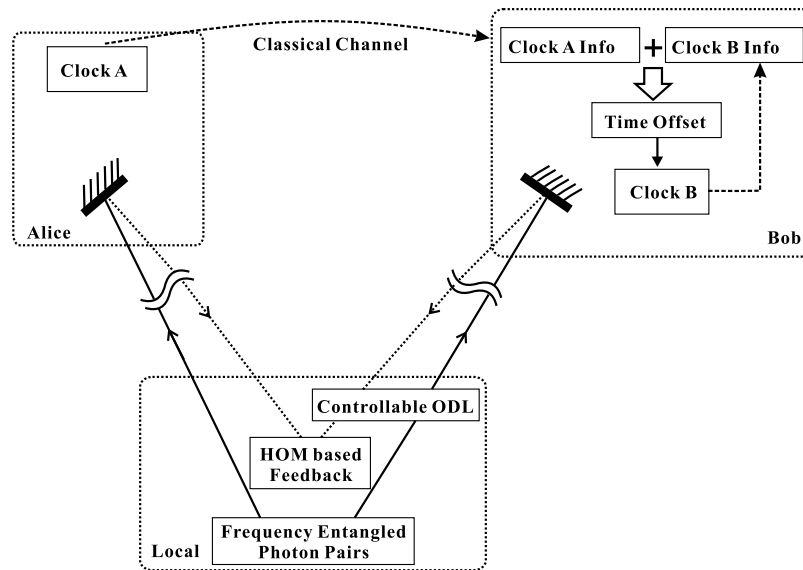 Classical Channel
Clock A
Alice
Clock A Info + Clock B Info
Time Offset
Clock B
Bob
Controllable ODL
HOM based
Feedback
Frequency Entangled
Photon Pairs
Local